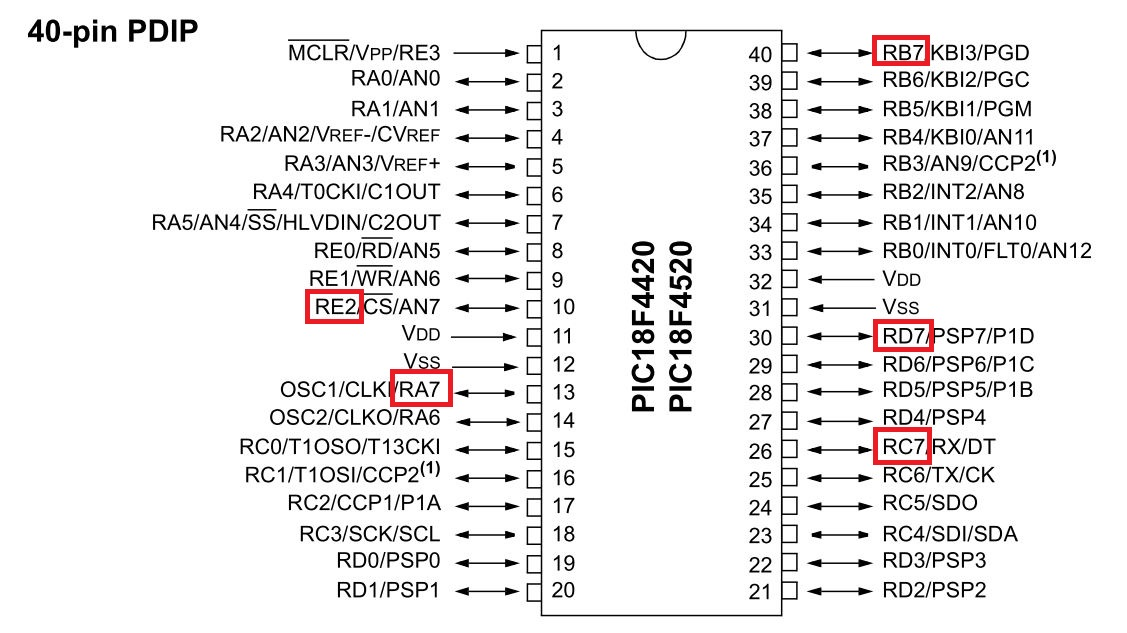 40-pin PDIP
MCLR/VPP/RE3 1
RA0/AN0 2
RA1/AN1 3
RA2/AN2/VREF-/CVREF 4
RA3/AN3/VREF+ 5
RA4/T0CKI/C1OUT 6
RA5/AN4/SS/HLVDIN/C2OUT 7
RE0/RD/AN5 8
RE1/WR/AN6 9
RE2/CS/AN7 10
VDD 11
VSS 12
OSC1/CLKI/RA7 13
OSC2/CLKO/RA6 14
RC0/T1OSO/T13CKI 15
RC1/T1OSI/CCP2(1) 16
RC2/CCP1/P1A 17
RC3/SCK/SCL 18
RD0/PSP0 19
RD1/PSP1 20
PIC18F4420
PIC18F4520
40 RB7/KBI3/PGD
39 RB6/KBI2/PGC
38 RB5/KBI1/PGM
37 RB4/KBI0/AN11
36 RB3/AN9/CCP2(1)
35 RB2/INT2/AN8
34 RB1/INT1/AN10
33 RB0/INT0/FLT0/AN12
32 VDD
31 VSS
30 RD7/PSP7/P1D
29 RD6/PSP6/P1C
28 RD5/PSP5/P1B
27 RD4/PSP4
26 RC7/RX/DT
25 RC6/TX/CK
24 RC5/SDO
23 RC4/SDI/SDA
22 RD3/PSP3
21 RD2/PSP2